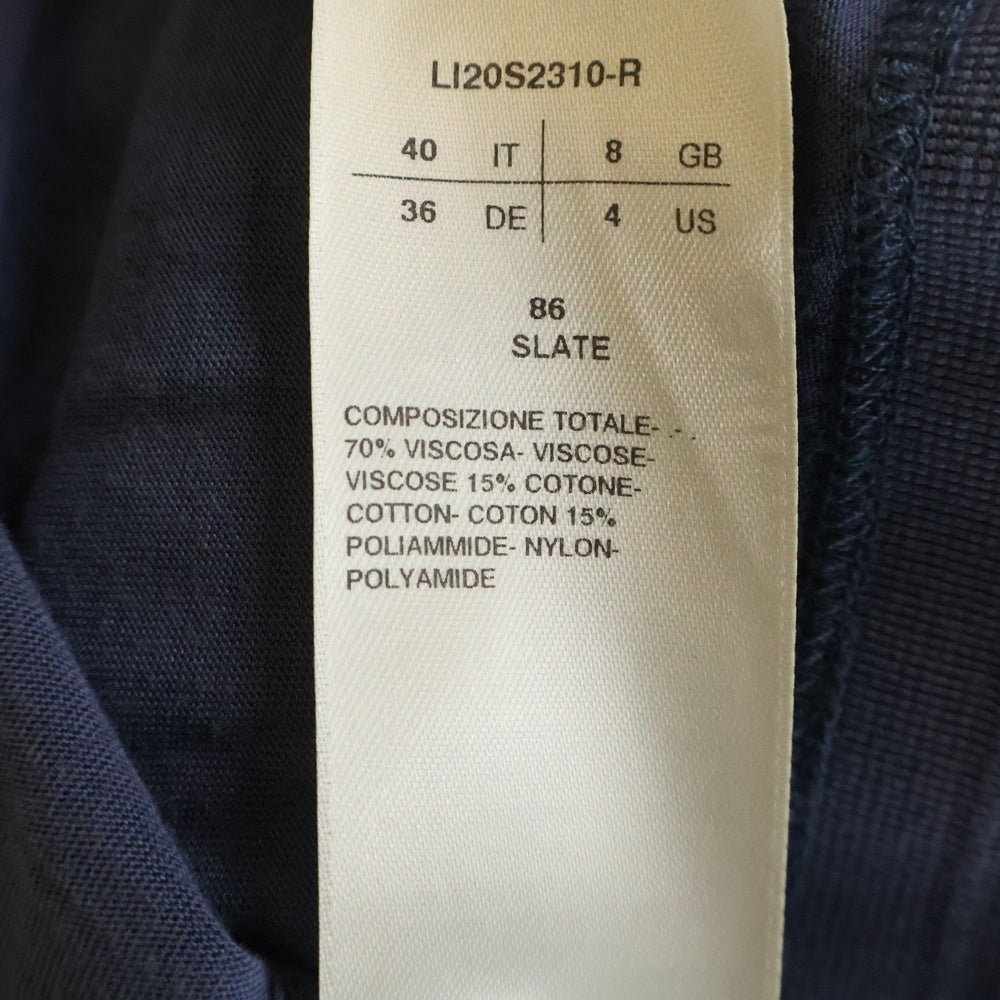 LI20S2310-R
40 IT 8 GB
36 DE 4 US
86
SLATE
COMPOSIZIONE TOTALE- .- .
70% VISCOSA- VISCOSE-
VISCOSE 15% COTONE-
COTTON- COTON 15%
POLIAMMIDE- NYLON-
POLYAMIDE